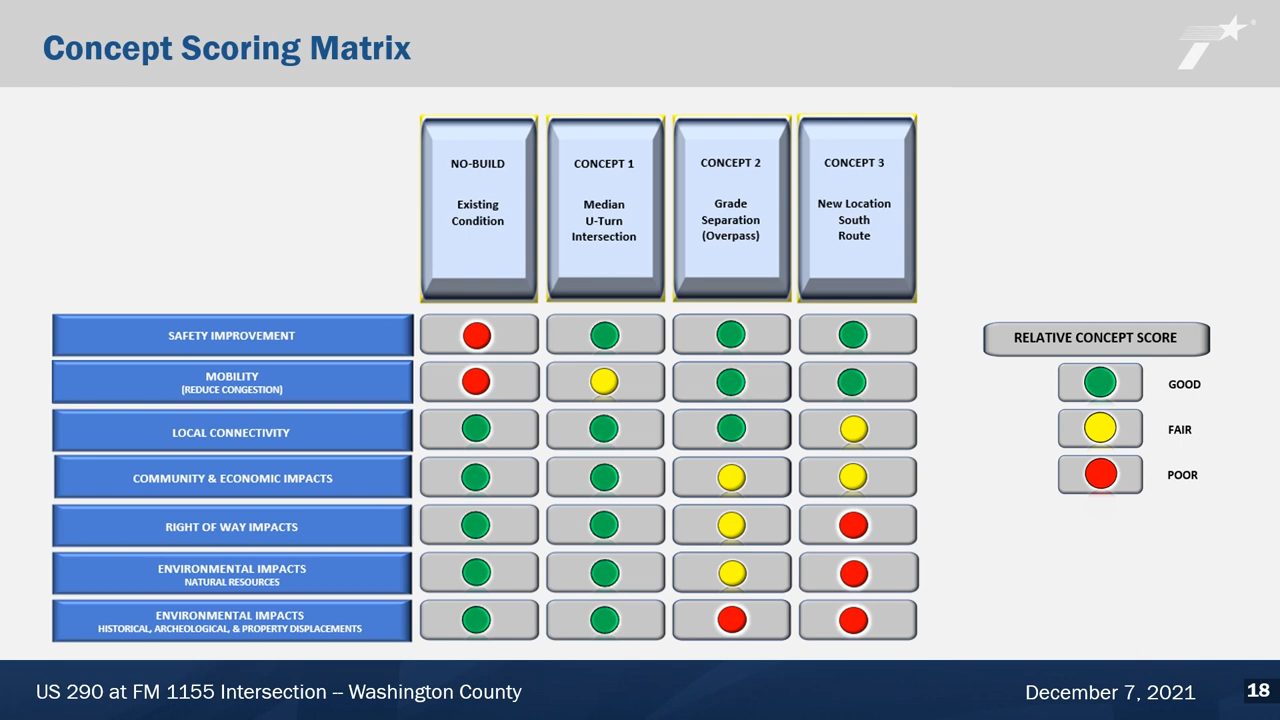 Concept Scoring Matrix
NO-BUILD
Existing
Condition
CONCEPT 1
Median
U-Turn
Intersection
CONCEPT 2
Grade
Separation
(Overpass)
CONCEPT 3
New Location
South
Route
SAFETY IMPROVEMENT
MOBILITY
(REDUCE CONGESTION)
LOCAL CONNECTIVITY
COMMUNITY & ECONOMIC IMPACTS
RIGHT OF WAY IMPACTS
ENVIRONMENTAL IMPACTS
NATURAL RESOURCES
ENVIRONMENTAL IMPACTS
HISTORICAL, ARCHEOLOGICAL, & PROPERTY DISPLACEMENTS
RELATIVE CONCEPT SCORE
GOOD
FAIR
POOR
US 290 at FM 1155 Intersection -- Washington County
December 7, 2021
18